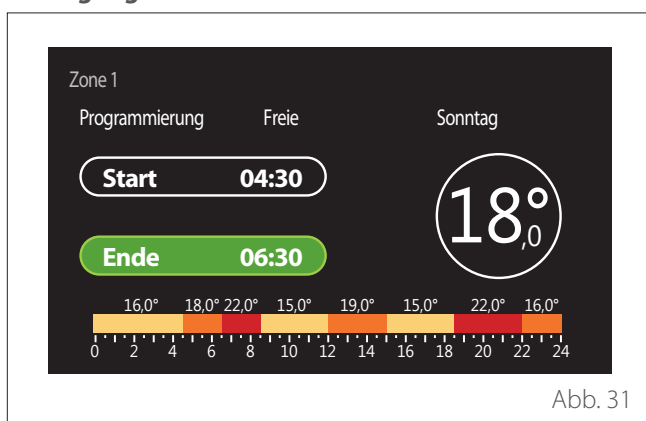 Zone 1
Programmierung Freie Sonntag
Start 04:30
18,0°
Ende 06:30
16,0° 18,0° 22,0° 15,0° 19,0° 15,0° 22,0° 16,0°
0 2 4 6 8 10 12 14 16 18 20 22 24
Abb. 31